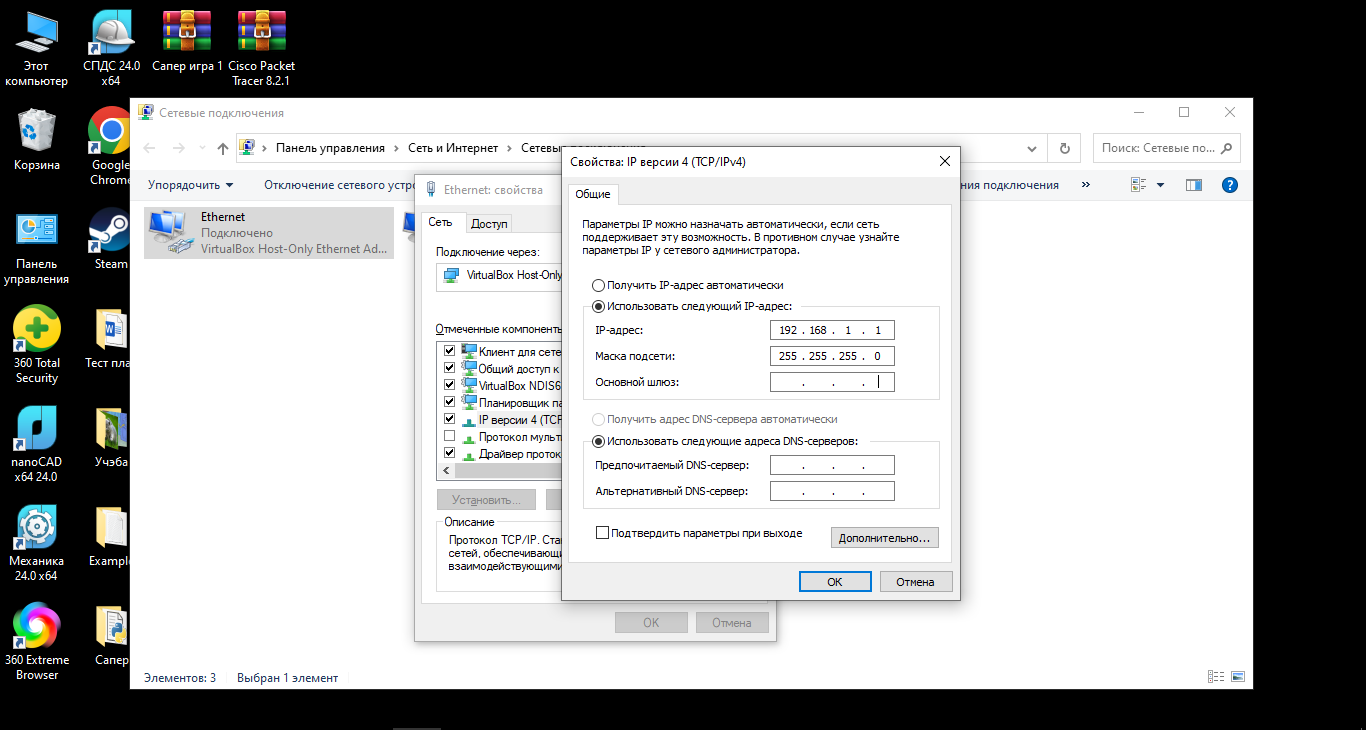 Этот
компьютер
СПДС 24.0
x64
Сапер игра 1
Cisco Packet
Tracer 8.2.1
Корзина
Google
Chrome
Панель
управления
Steam
360 Total
Security
Тест пла
nanoCAD
x64 24.0
Учэба
Механика
24.0 x64
Example
360 Extreme
Browser
Сапер
Сетевые подключения
Панель управления
Сеть и Интернет
Сетевые подключения
Поиск: Сетевые по...
Упорядочить
Отключение сетевого устро
ния подключения
»
Ethernet
Подключено
VirtualBox Host-Only Ethernet Ad...
Ethernet: свойства
Сеть
Доступ
Подключение через:
VirtualBox Host-Only
Отмеченные компоненты
Клиент для сете
Общий доступ к
VirtualBox NDIS6
Планировщик па
IP версии 4 (TCP
Протокол мульт
Драйвер проток
Установить...
Описание
Протокол TCP/IP. Ста
сетей, обеспечивающ
взаимодействующими
ОК
Отмена
Свойства: IP версии 4 (TCP/IPv4)
Общие
Параметры IP можно назначать автоматически, если сеть
поддерживает эту возможность. В противном случае узнайте
параметры IP у сетевого администратора.
Получить IP-адрес автоматически
Использовать следующий IP-адрес:
IP-адрес: 192 . 168 . 1 . 1
Маска подсети: 255 . 255 . 255 . 0
Основной шлюз: . . .
Получить адрес DNS-сервера автоматически
Использовать следующие адреса DNS-серверов:
Предпочитаемый DNS-сервер: . . .
Альтернативный DNS-сервер: . . .
Подтвердить параметры при выходе
Дополнительно...
ОК
Отмена
Элементов: 3
Выбран 1 элемент